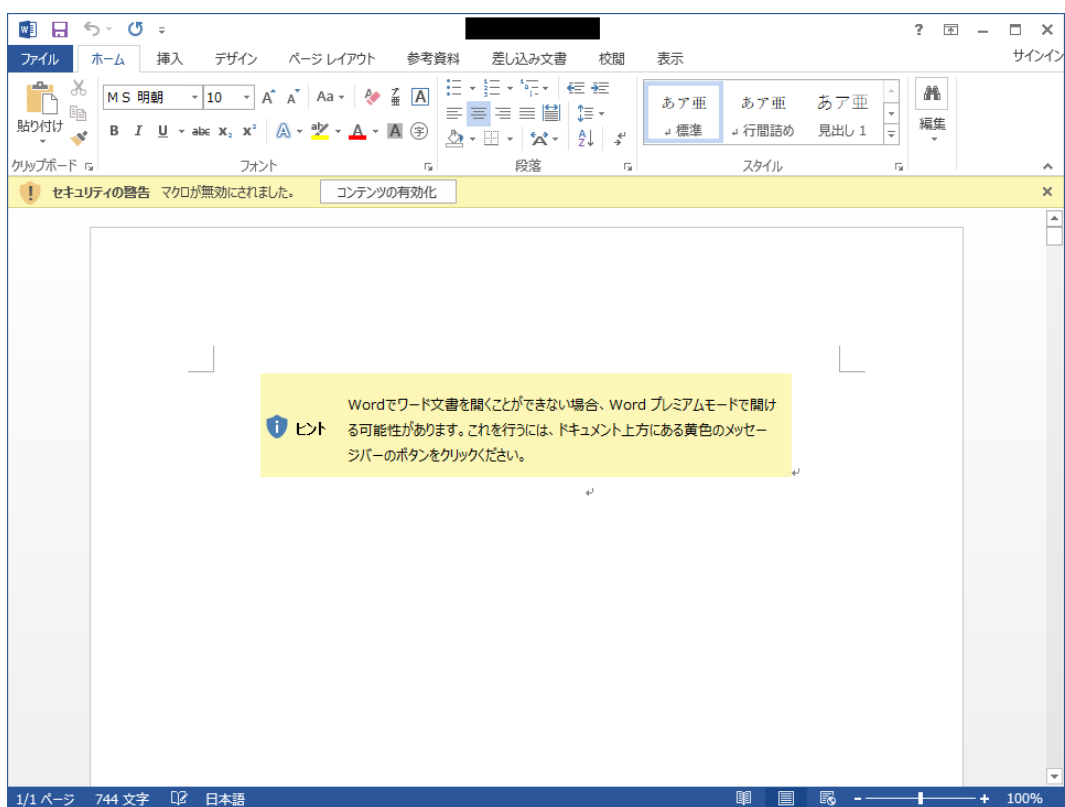 ? 
ファイル ホーム 挿入 デザイン ページ レイアウト 参考資料 差し込み文書 校閲 表示 サインイン
貼り付け MS 明朝 10 A A Aa A
B I U abc X₂ X² A aby A A 字
あア亜 あア亜 あア亜
標準 行間詰め 見出し 1
編集
クリップボード フォント 段落 スタイル
セキュリティの警告 マクロが無効にされました。 コンテンツの有効化
Wordでワード文書を開くことができない場合、Word プレミアムモードで開け
ヒント る可能性があります。これを行うには、ドキュメント上方にある黄色のメッセー
ジバーのボタンをクリックください。
1/1 ページ 744 文字 日本語 100%